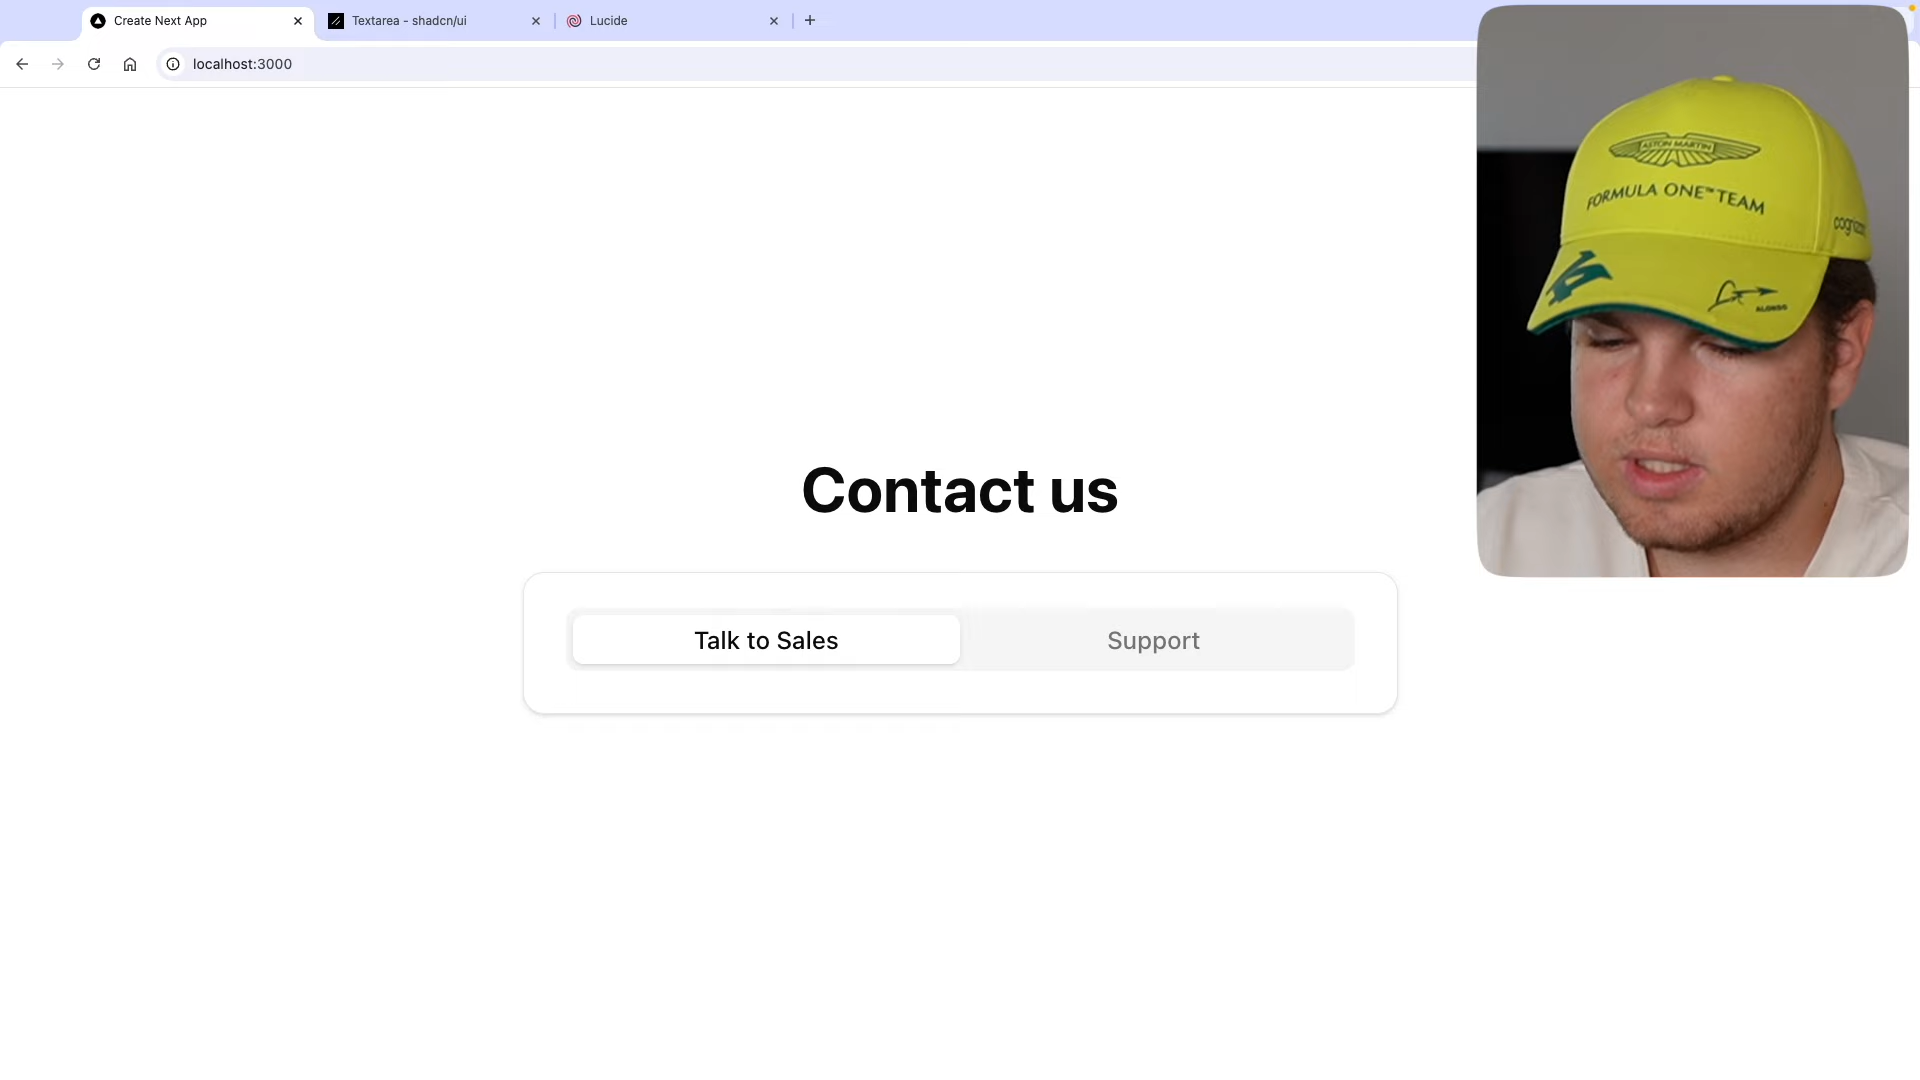 Create Next App
Textarea - shadcn/ui
Lucide
localhost:3000
ASTON MARTIN
FORMULA ONE™ TEAM
ALONSO
Contact us
Talk to Sales
Support